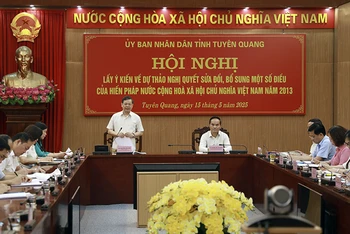 NƯỚC CỘNG HOÀ XÃ HỘI CHỦ NGHĨA VIỆT NAM
ỦY BAN NHÂN DÂN TỈNH TUYÊN QUANG
HỘI NGHỊ
LẤY Ý KIẾN VỀ DỰ THẢO NGHỊ QUYẾT SỬA ĐỔI, BỔ SUNG MỘT SỐ ĐIỀU
CỦA HIẾN PHÁP NƯỚC CỘNG HOÀ XÃ HỘI CHỦ NGHĨA VIỆT NAM NĂM 2013
Tuyên Quang, ngày 15 tháng 5 năm 2025